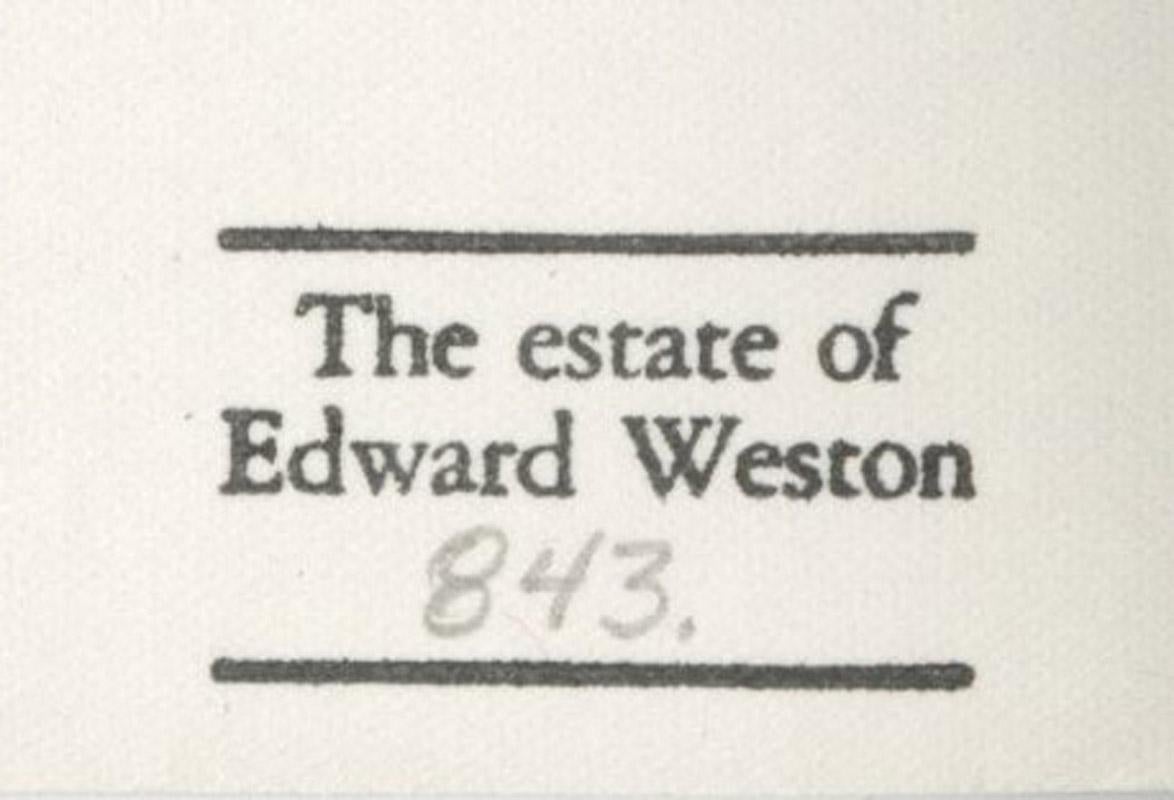 The estate of
Edward Weston
843.